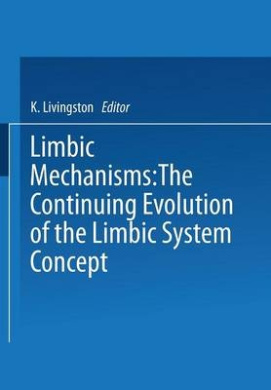 K. Livingston Editor
Limbic
Mechanisms:The
Continuing Evolution
of the Limbic System
Concept